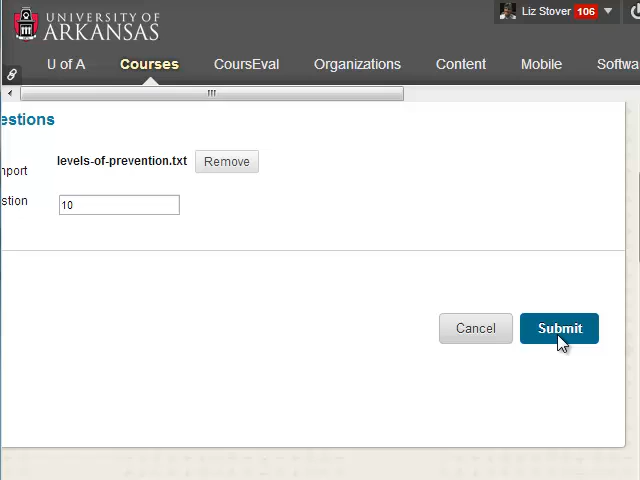 UNIVERSITY OF
ARKANSAS
Liz Stover 106
U of A Courses CourseEval Organizations Content Mobile Softwa
estions
levels-of-prevention.txt Remove
nport
stion
10
Cancel Submit